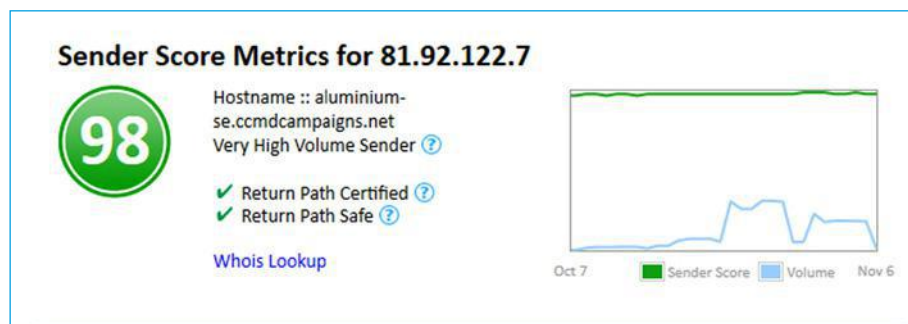 Sender Score Metrics for 81.92.122.7
98
Hostname :: aluminium-
se.ccmdcampaigns.net
Very High Volume Sender ?
✔ Return Path Certified ?
✔ Return Path Safe ?
Whois Lookup
Oct 7 Sender Score Volume Nov 6